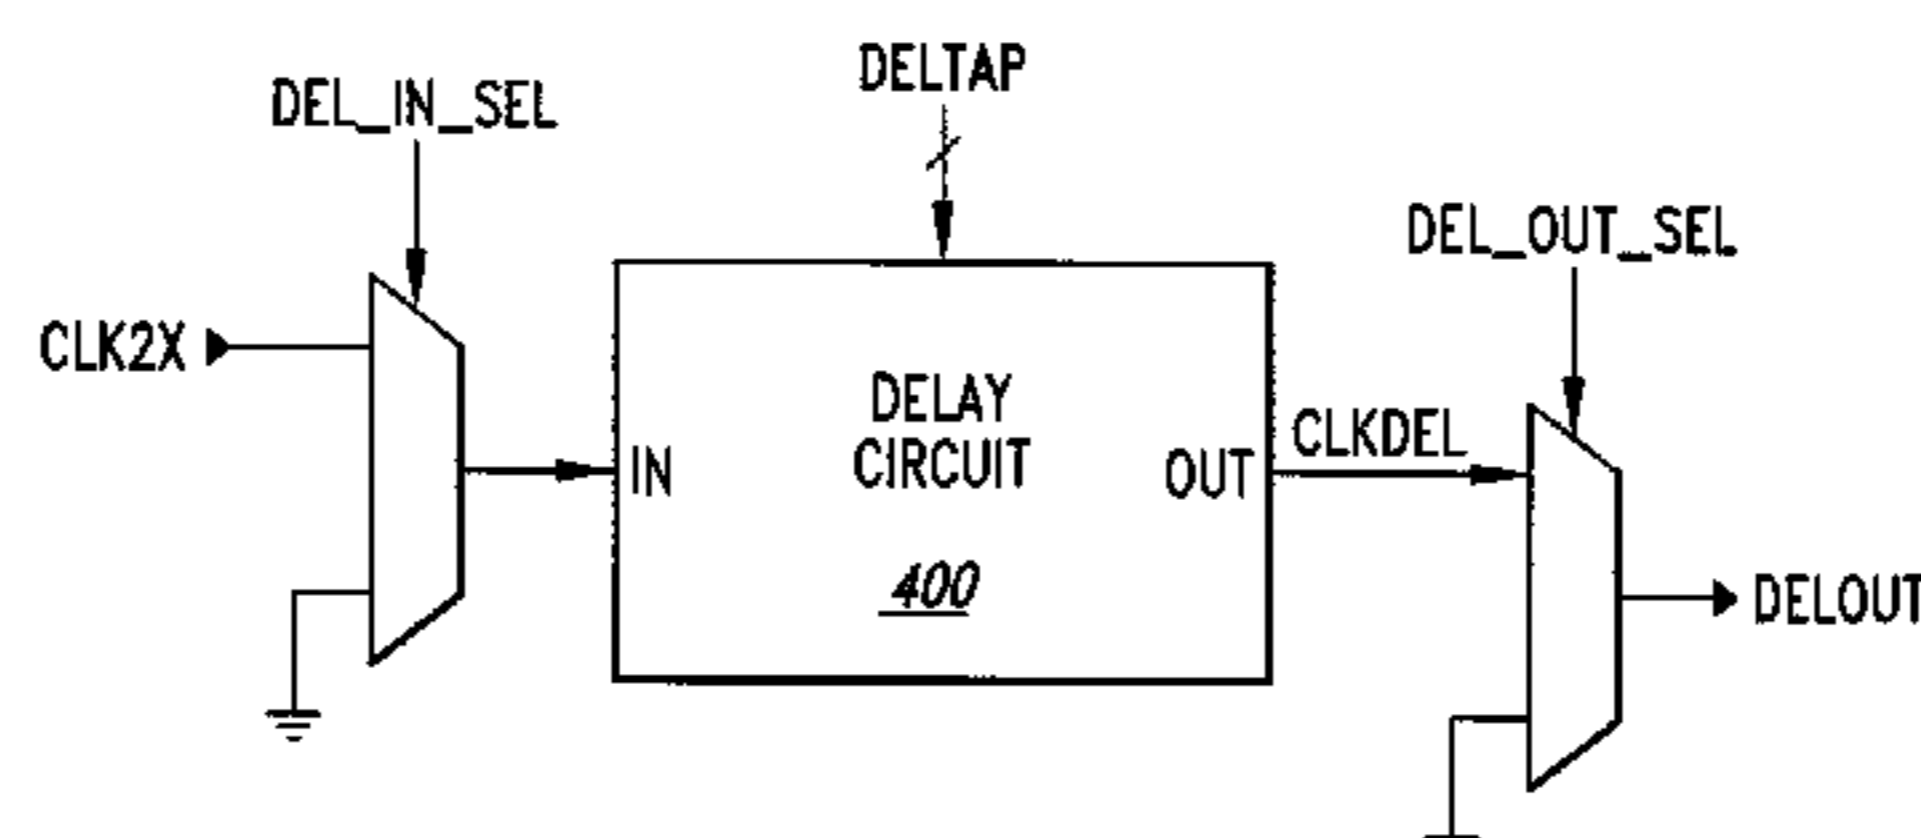 DELTAP
DEL_IN_SEL
DEL_OUT_SEL
CLK2X
DELAY
CIRCUIT
CLKDEL
IN
OUT
400
DELOUT